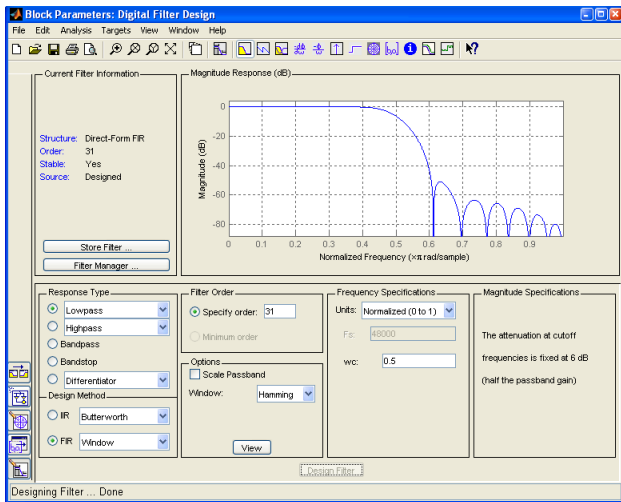 Block Parameters: Digital Filter Design
File Edit Analysis Targets View Window Help
Current Filter Information
Structure: Direct-Form FIR
Order: 31
Stable: Yes
Source: Designed
Store Filter ...
Filter Manager ...
Magnitude Response (dB)
Magnitude (dB)
0
-20
-40
-60
-80
0 0.1 0.2 0.3 0.4 0.5 0.6 0.7 0.8 0.9
Normalized Frequency (×π rad/sample)
Response Type
Lowpass
Highpass
Bandpass
Bandstop
Differentiator
Design Method
IIR Butterworth
FIR Window
Filter Order
Specify order: 31
Minimum order
Options
Scale Passband
Window: Hamming
View
Frequency Specifications
Units: Normalized (0 to 1)
Fs: 48000
wc: 0.5
Magnitude Specifications
The attenuation at cutoff
frequencies is fixed at 6 dB
(half the passband gain)
Design Filter
Designing Filter ... Done